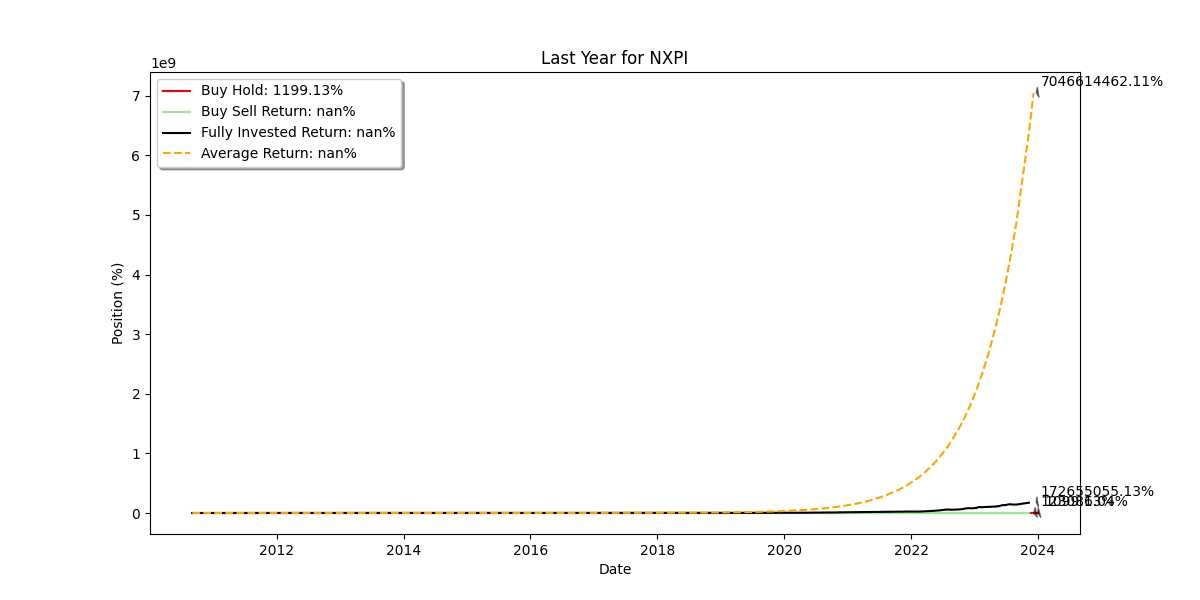 Last Year for NXPI
1e9
Buy Hold: 1199.13%
Buy Sell Return: nan%
Fully Invested Return: nan%
Average Return: nan%
7046614462.11%
7
6
5
4
3
2
1
0
Position (%)
172655055.13%
2012
2014
2016
2018
2020
2022
2024
Date